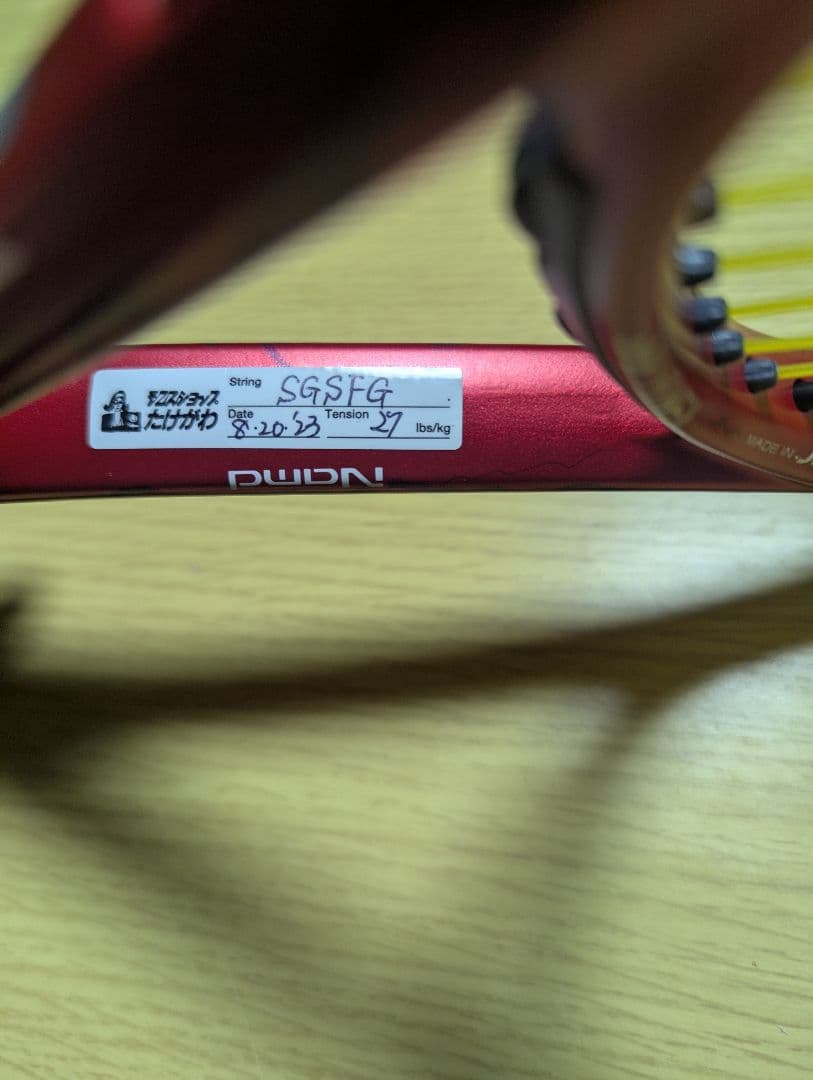 テニスショップ
たけがわ
String SGSFG
Date 8・20・'23 Tension 27 lbs/kg
MADE IN